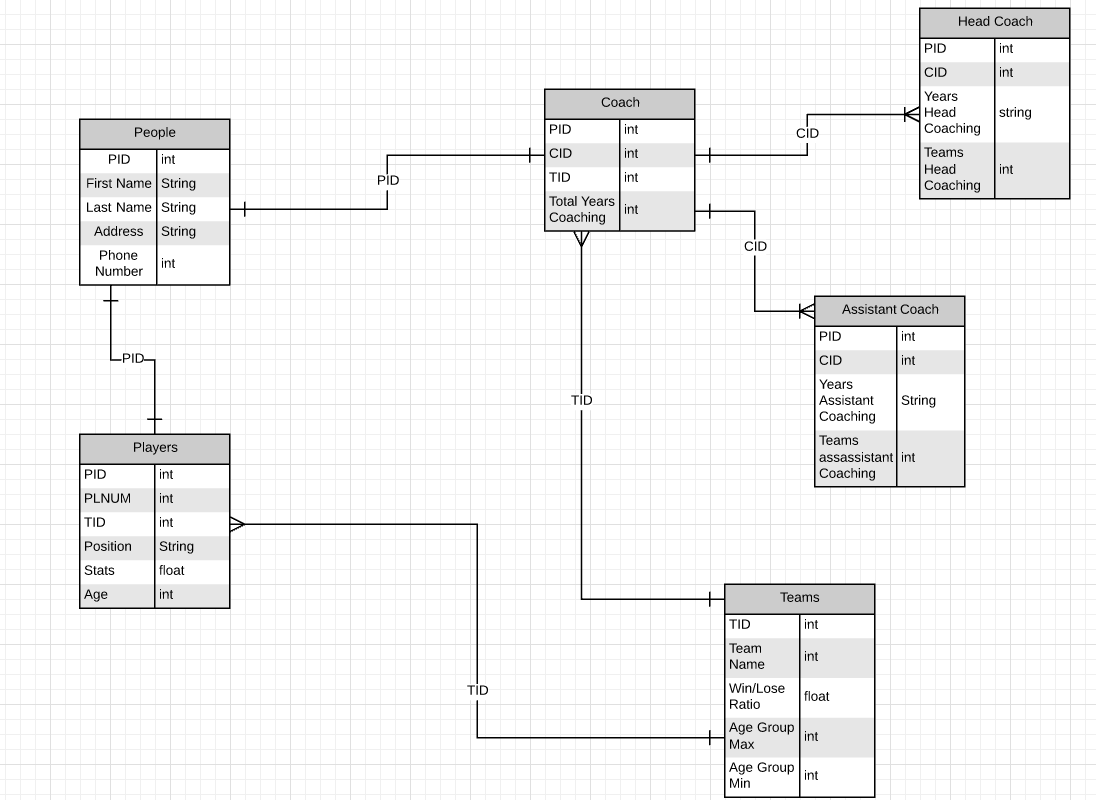 Head Coach
PID int
CID int
Years
Head
Coaching
string
Teams
Head
Coaching
int
CID
Coach
PID int
CID int
TID int
Total Years
Coaching
int
People
PID int
First Name String
Last Name String
Address String
Phone
Number
int
PID
CID
Assistant Coach
PID int
CID int
Years
Assistant
Coaching
String
Teams
assassistant
Coaching
int
PID
TID
Players
PID int
PLNUM int
TID int
Position String
Stats float
Age int
TID
Teams
TID int
Team
Name
int
Win/Lose
Ratio
float
Age Group
Max
int
Age Group
Min
int